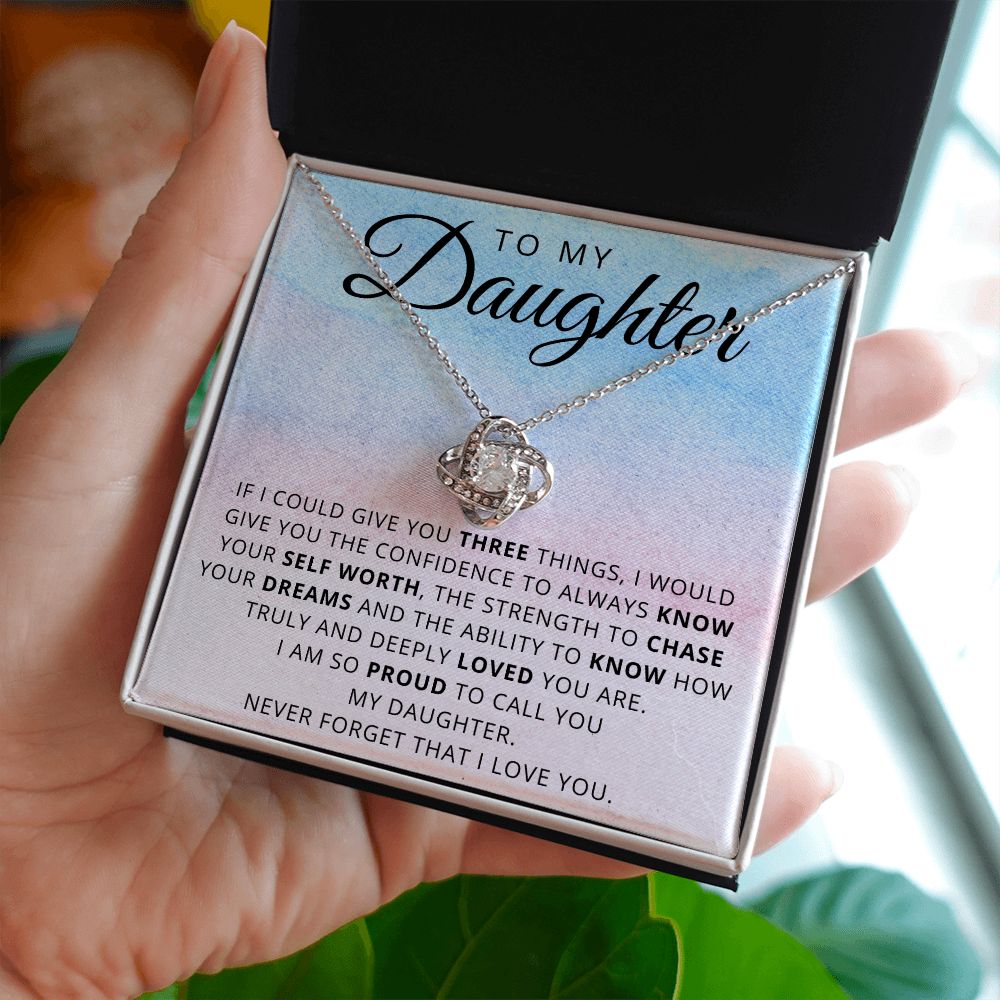 TO MY
Daughter
IF I COULD GIVE YOU THREE THINGS, I WOULD
GIVE YOU THE CONFIDENCE TO ALWAYS KNOW
YOUR SELF WORTH, THE STRENGTH TO CHASE
YOUR DREAMS AND THE ABILITY TO KNOW HOW
TRULY AND DEEPLY LOVED YOU ARE.
I AM SO PROUD TO CALL YOU
MY DAUGHTER.
NEVER FORGET THAT I LOVE YOU.